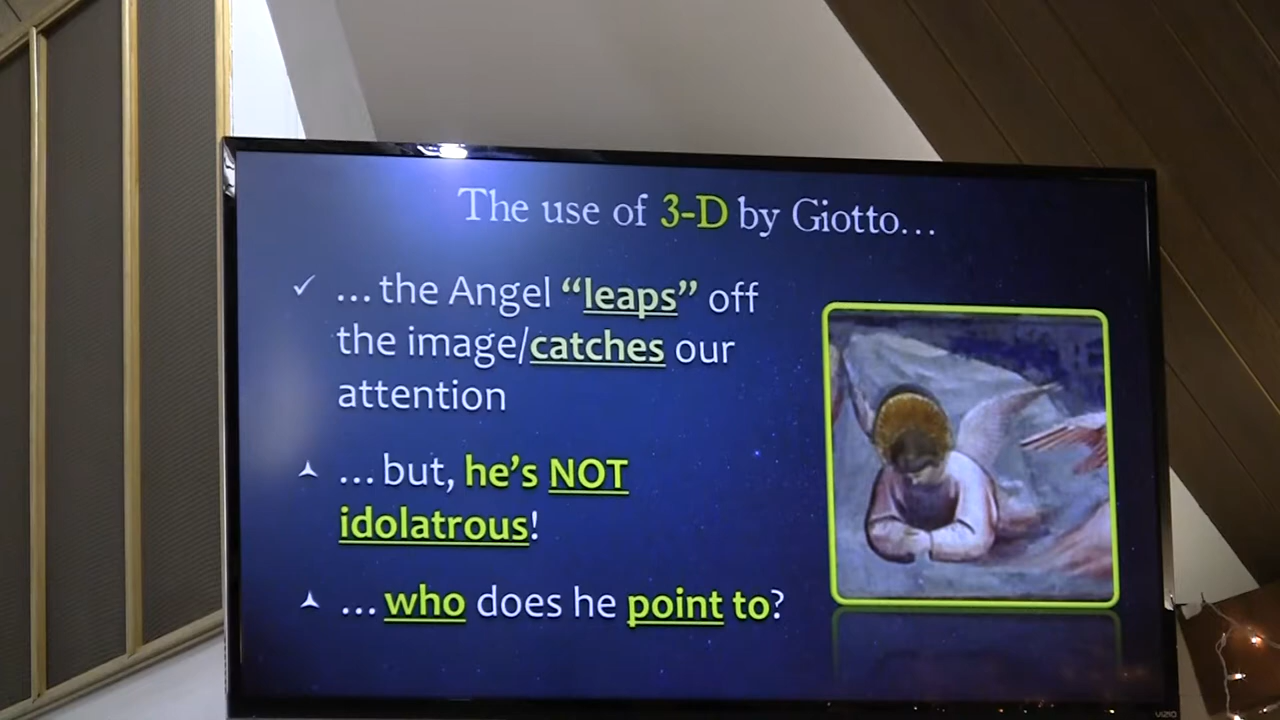 The use of 3-D by Giotto...
... the Angel “leaps” off
the image/catches our
attention
... but, he’s NOT
idolatrous!
... who does he point to?
VIZIO